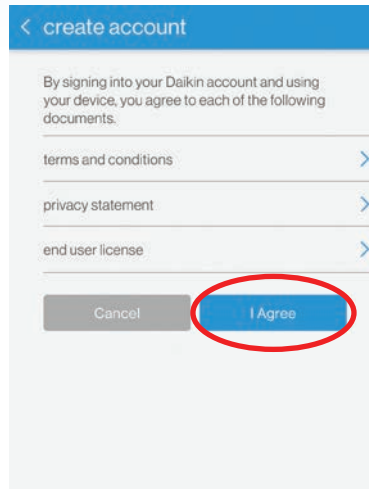 create account
By signing into your Daikin account and using
your device, you agree to each of the following
documents.
terms and conditions
privacy statement
end user license
Cancel
I Agree